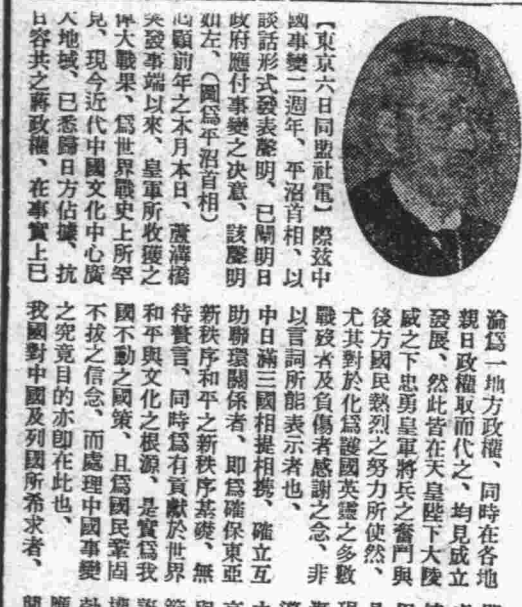 【東京六日同盟社電】際茲中
國事變二週年、平沼首相、以
談話形式發表聲明、已闡明日
政府應付事變之決意、該聲明
如左、（圖爲平沼首相）
回顧前年之本月本日、蘆溝橋
突發事端以來、皇軍所收獲之
偉大戰果、爲世界戰史上所罕
見、現今近代中國文化中心廣
大地域、已悉歸日方佔據、抗
日容共之蔣政權、在事實上已
淪爲一地方政權、同時在各地
親日政權取而代之、均見成立
發展、然此皆在天皇陛下大陵
威之下忠勇皇軍將兵之奮鬥與
後方國民熱烈之努力所使然、
尤其對於化爲護國英靈之多數
戰歿者及負傷者感謝之念、非
以言詞所能表示者也、
中日滿三國相提相携、確立互
助聯環關係者、即爲確保東亞
新秩序和平之新秩序基礎、無
待贅言、同時爲有貢獻於世界
和平與文化之根源、是實爲我
國不動之國策、且爲國民鞏固
不拔之信念、而處理中國事變
之究竟目的亦卽在此也、
我國對中國及列國所希求者、